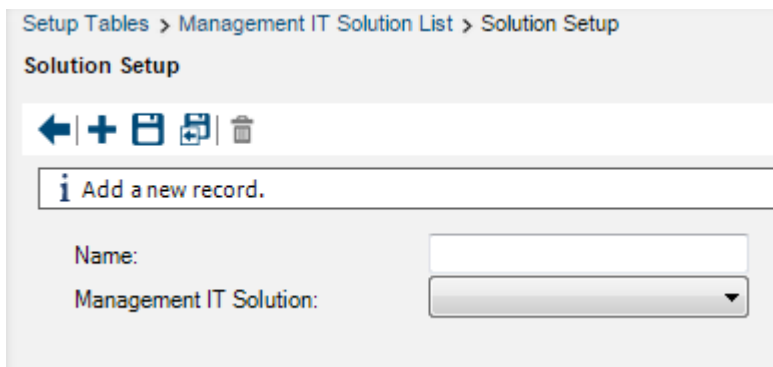 Setup Tables > Management IT Solution List > Solution Setup
Solution Setup
i Add a new record.
Name:
Management IT Solution: